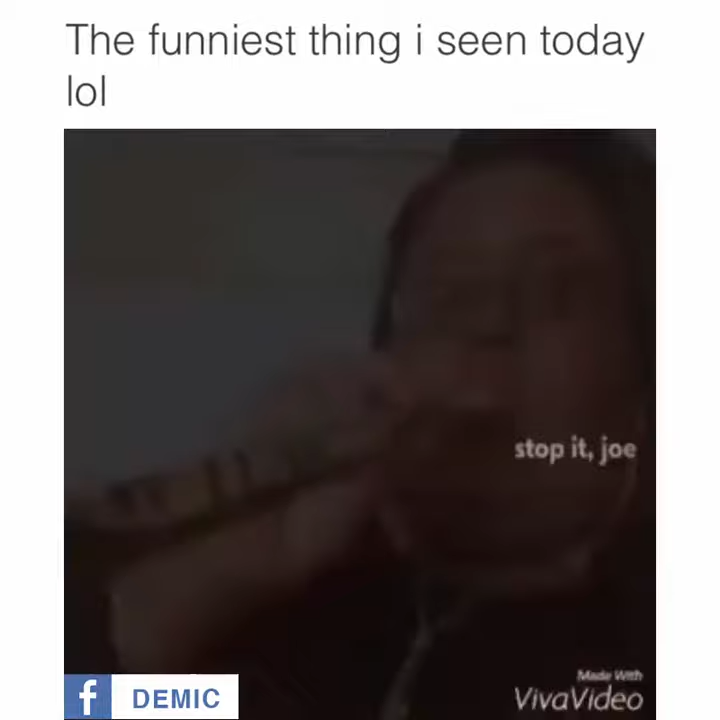 The funniest thing i seen today
lol
stop it, joe
Made With
VivaVideo
f DEMIC